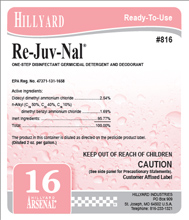 HILLYARD
Ready-To-Use
#816
Re-Juv-Nal®
ONE-STEP DISINFECTANT GERMICIDAL DETERGENT AND DEODORANT
EPA Reg. No. 47371-131-1658
Active Ingredients:
Didecyl dimethyl ammonium chloride 2.54%
n-Alkyl (C14 50%, C12 40%, C16 10%)
dimethyl benzyl ammonium chloride 1.69%
Inert Ingredients: 95.77%
TOTAL: 100.00%
The product in this container is diluted as directed on the pesticide product label.
(Diluted 2 oz. per gallon.)
KEEP OUT OF REACH OF CHILDREN
CAUTION
(See side panel for Precautionary Statements).
Customer Affixed Label
16
HILLYARD
ARSENAL
HILLYARD INDUSTRIES
PO Box 909
St. Joseph, MO 64502 U.S.A.
Telephone: 816-233-1321